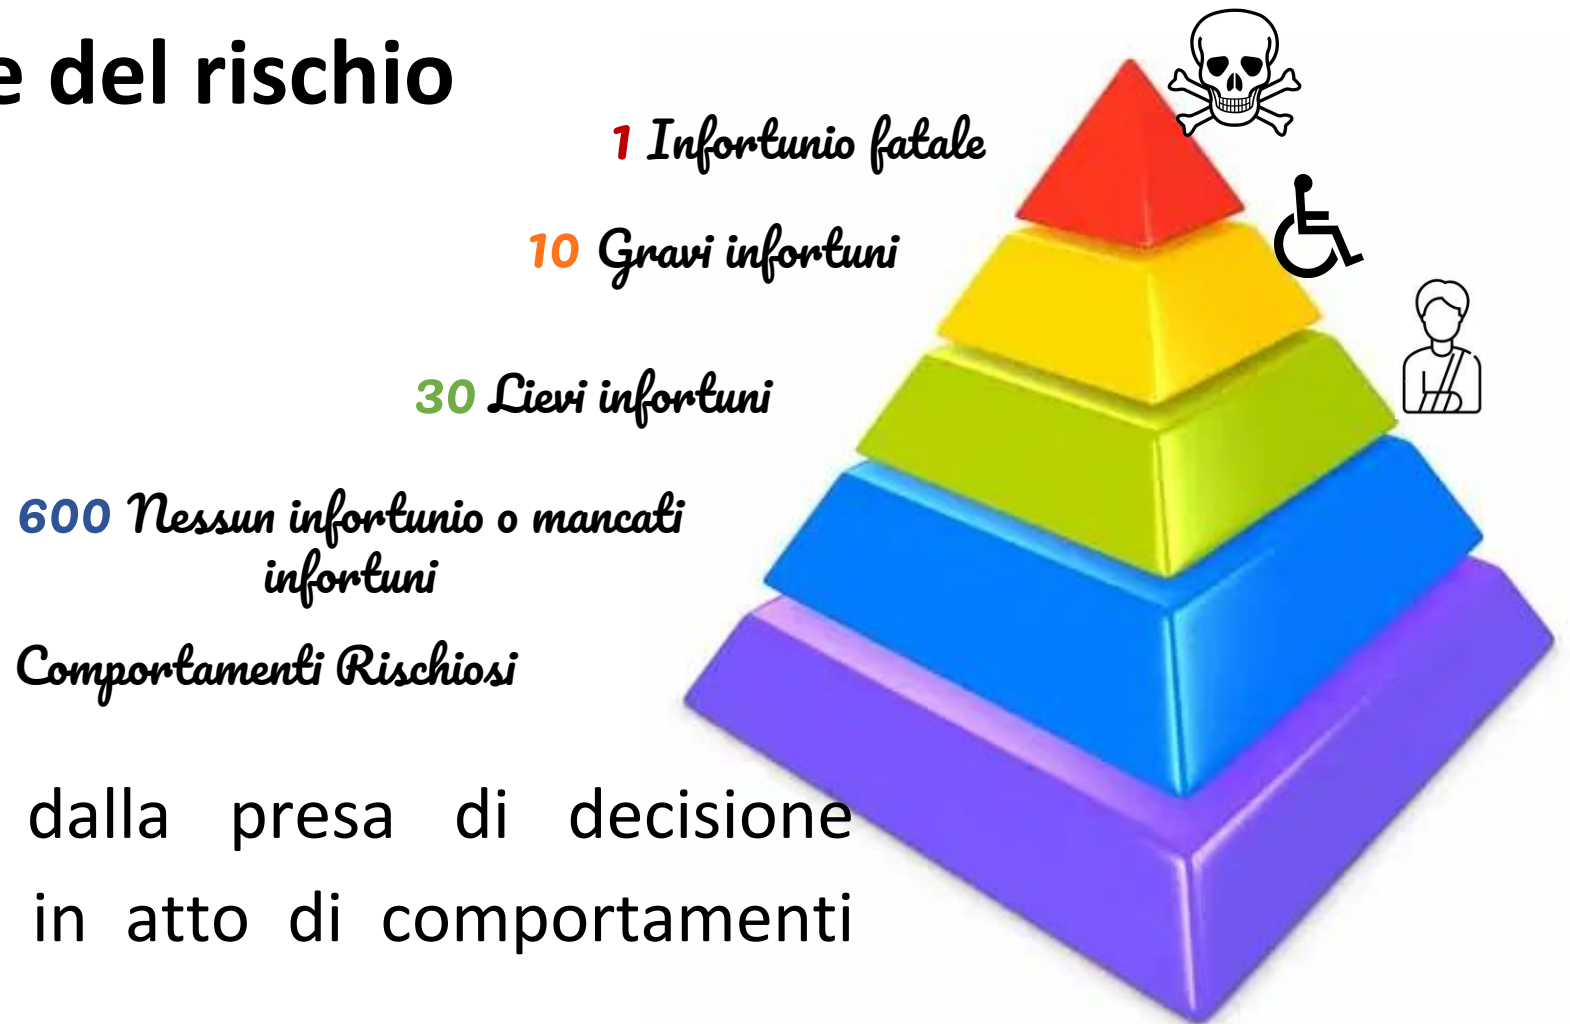 e del rischio
1 Infortunio fatale
10 Gravi infortuni
30 Lievi infortuni
600 Nessun infortunio o mancati
infortuni
Comportamenti Rischiosi
dalla presa di decisione
in atto di comportamenti